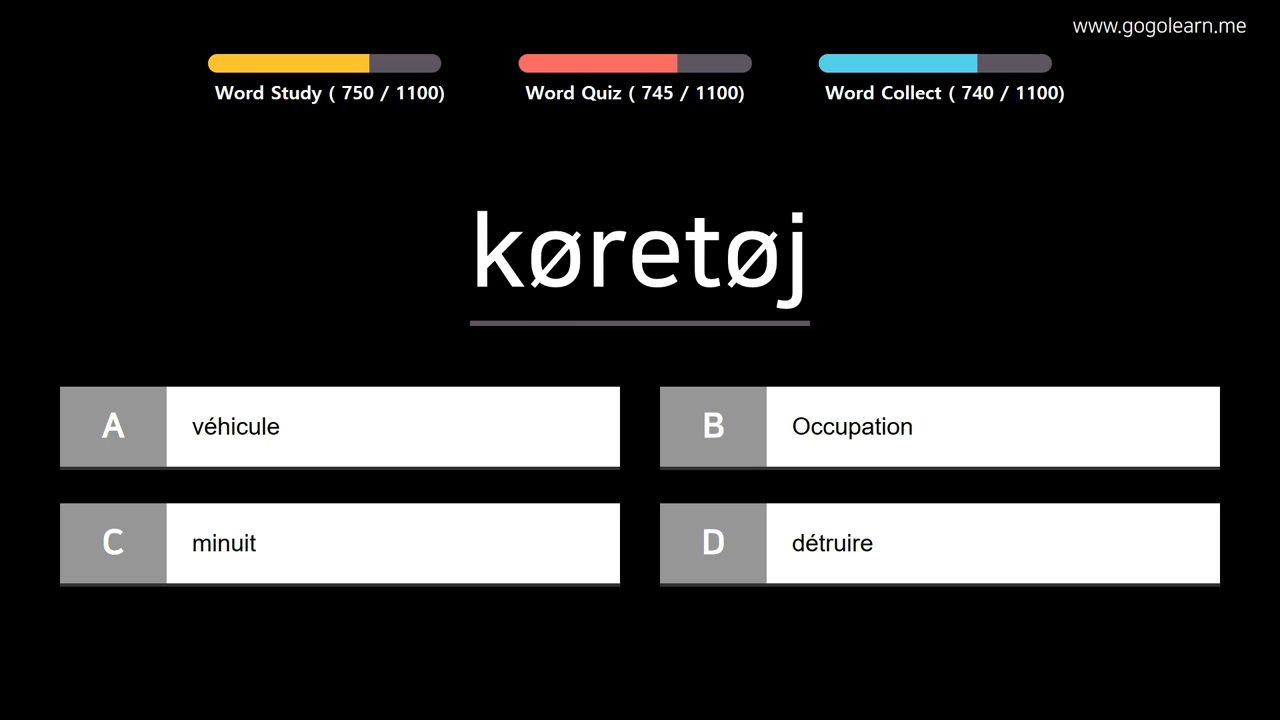 www.gogolearn.me
Word Study ( 750 / 1100)
Word Quiz ( 745 / 1100)
Word Collect ( 740 / 1100)
køretøj
A véhicule
B Occupation
C minuit
D détruire